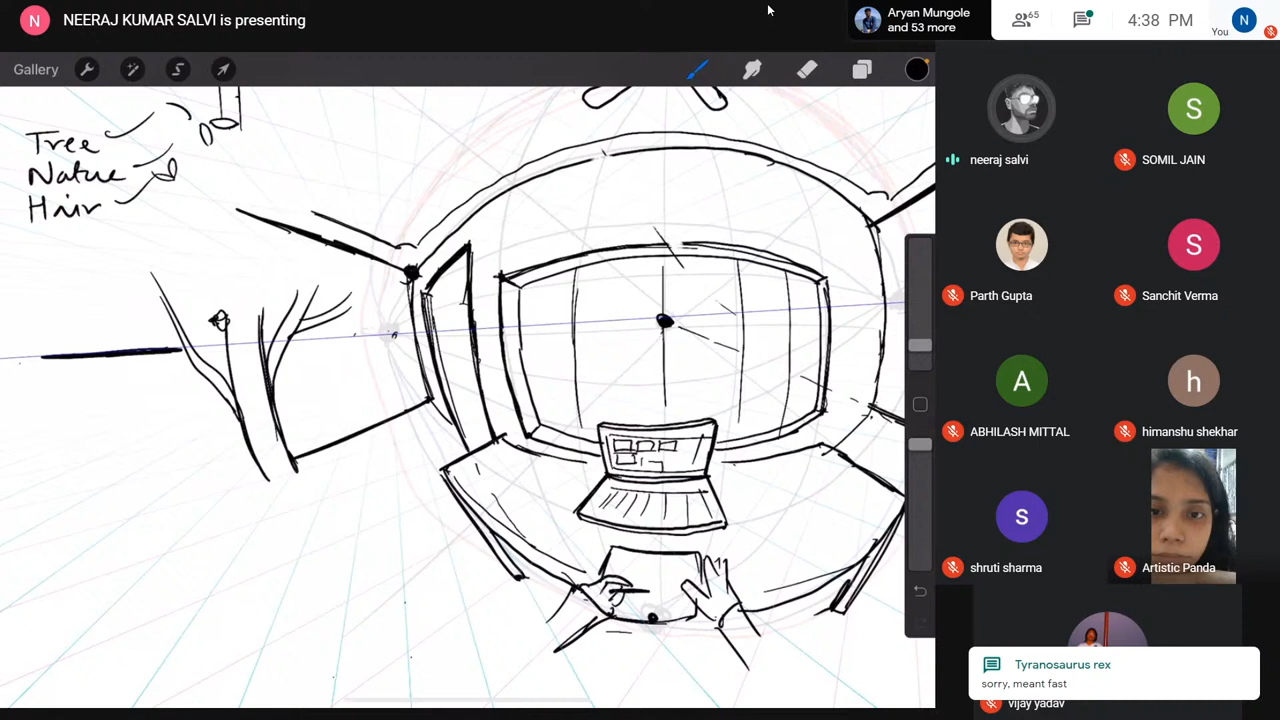 N
NEERAJ KUMAR SALVI is presenting
Aryan Mungole
and 53 more
65
4:38 PM
You
N
Gallery
Tree
Nature
Hair
neeraj salvi
S
SOMIL JAIN
Parth Gupta
S
Sanchit Verma
A
ABHILASH MITTAL
h
himanshu shekhar
s
shruti sharma
Artistic Panda
Tyranosaurus rex
sorry, meant fast
vijay yadav